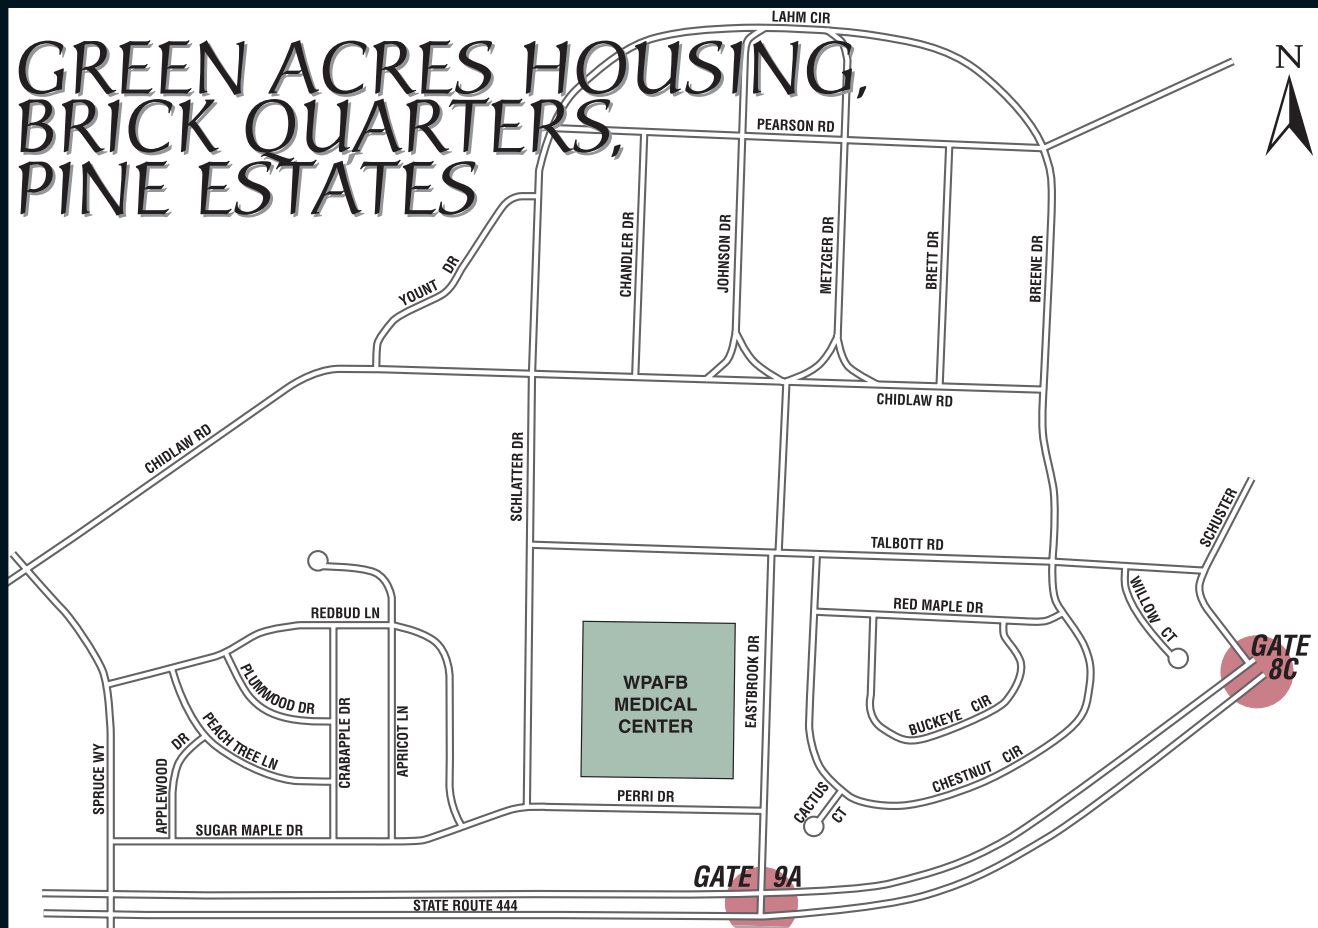 LAHM CIR
GREEN ACRES HOUSING,
BRICK QUARTERS,
PINE ESTATES
N
PEARSON RD
CHANDLER DR
JOHNSON DR
METZGER DR
BRETT DR
BREENE DR
YOUNT DR
CHIDLAW RD
CHIDLAW RD
SCHLATTER DR
TALBOTT RD
SCHUSTER
WILLOW CT
RED MAPLE DR
REDBUD LN
GATE
8C
WPAFB
MEDICAL
CENTER
EASTBROOK DR
PLUMWOOD DR
PEACH TREE LN
CRABAPPLE DR
APRICOT LN
BUCKEYE CIR
CHESTNUT CIR
SPRUCE WY
APPLEWOOD DR
CACTUS CT
PERRI DR
SUGAR MAPLE DR
GATE 9A
STATE ROUTE 444